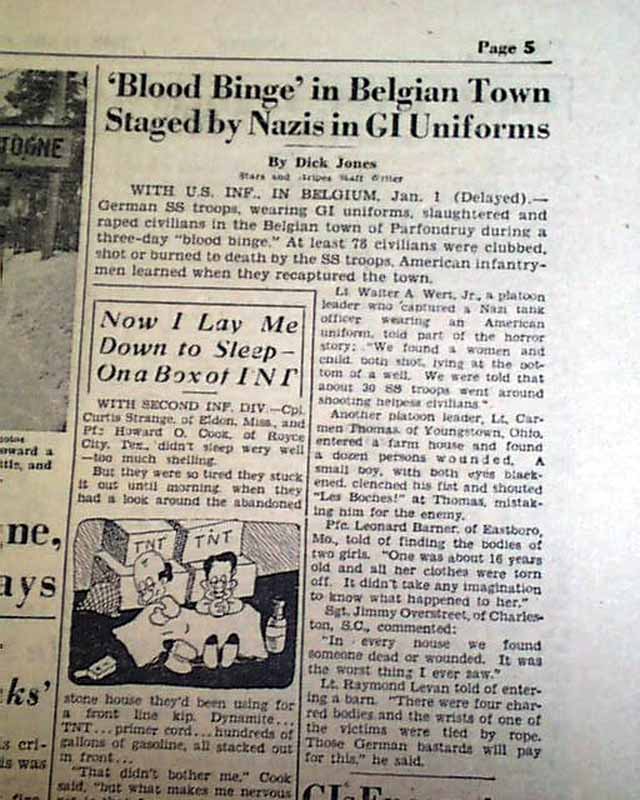 Page 5
'Blood Binge' in Belgian Town
Staged by Nazis in GI Uniforms
By Dick Jones
Stars and Stripes Staff Writer
WITH U.S. INF., IN BELGIUM, Jan. 1 (Delayed).—
German SS troops, wearing GI uniforms, slaughtered and
raped civilians in the Belgian town of Parfondruy during a
three-day "blood binge." At least 78 civilians were clubbed,
shot or burned to death by the SS troops, American infantry-
men learned when they recaptured the town.
Lt. Walter A. Wert, Jr., a platoon
leader who captured a Nazi tank
officer wearing an American
uniform, told part of the horror
story: "We found a women and
child, both shot, lying at the bot-
tom of a well. We were told that
about 30 SS troops went around
shooting helpess civilians".
Another platoon leader, Lt. Car-
men Thomas, of Youngstown, Ohio,
entered a farm house and found
a dozen persons wounded. A
small boy, with both eyes black-
ened, clenched his fist and shouted
"Les Boches!" at Thomas, mistak-
ing him for the enemy.
Pfc. Leonard Barner, of Eastboro,
Mo., told of finding the bodies of
two girls. "One was about 16 years
old and all her clothes were torn
off. It didn't take any imagination
to know what happened to her."
Sgt. Jimmy Overstreet, of Charles-
ton, S.C., commented:
"In every house we found
someone dead or wounded. It was
the worst thing I ever saw."
Lt. Raymond Levan told of enter-
ing a barn. "There were four char-
red bodies and the wrists of one of
the victims were tied by rope.
Those German bastards will pay
for this," he said.
Now I Lay Me
Down to Sleep—
On a Box of TNT
WITH SECOND INF. DIV.—Cpl.
Curtis Strange, of Eldon, Miss., and
Pfc Howard O. Cook, of Royce
City, Tex., didn't sleep wery well
—too much shelling.
But they were so tired they stuck
it out until morning, when they
had a look around the abandoned
TNT
TNT
stone house they'd been using for
a front line kip. Dynamite...
TNT...primer cord...hundreds of
gallons of gasoline, all stacked out
in front...
"That didn't bother me," Cook
said, "but what makes me nervous
TOGNE
oward a
ttle, and
ne,
ays
ks'
is cri-
is was